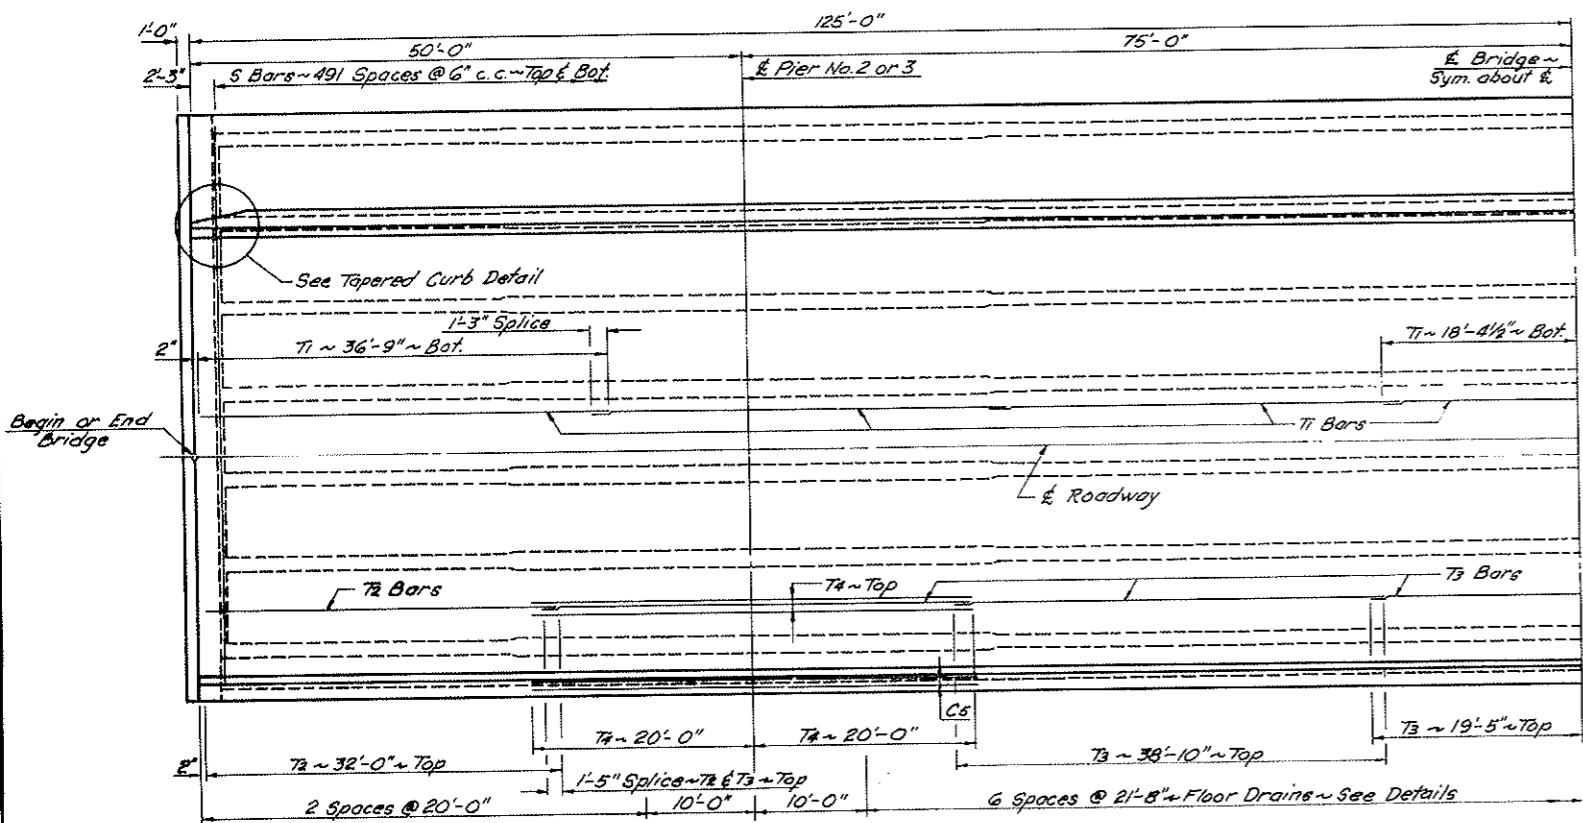 125'-0"
1'-0"
50'-0"
75'-0"
2'-3"
S Bars~491 Spaces @ 6" c.c.~Top & Bot.
℄ Pier No. 2 or 3
℄ Bridge~
Sym. about ℄
See Tapered Curb Detail
1'-3" Splice
2"
T1 ~ 36'-9" ~ Bot.
T1 ~ 18'-4½" ~ Bot.
Begin or End
Bridge
T1 Bars
℄ Roadway
T2 Bars
T4 ~ Top
T3 Bars
C5
T4 ~ 20'-0"
T4 ~ 20'-0"
T3 ~ 19'-5" ~ Top
2"
T2 ~ 32'-0" ~ Top
T3 ~ 38'-10" ~ Top
1'-5" Splice~T2 & T3 ~ Top
2 Spaces @ 20'-0"
10'-0"
10'-0"
6 Spaces @ 21'-8" ~ Floor Drains ~ See Details